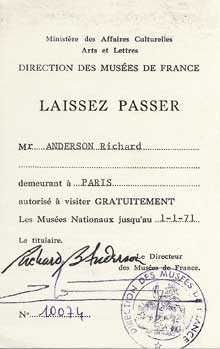 Ministère des Affaires Culturelles
Arts et Lettres
DIRECTION DES MUSÉES DE FRANCE
LAISSEZ PASSER
Mr ANDERSON Richard
demeurant à PARIS
autorisé à visiter GRATUITEMENT
Les Musées Nationaux jusqu'au 1-1-71
Le titulaire.
Richard B Anderson
Le Directeur
des Musées de France.
DIRECTION DES MUSÉES DE FRANCE
N° 10074